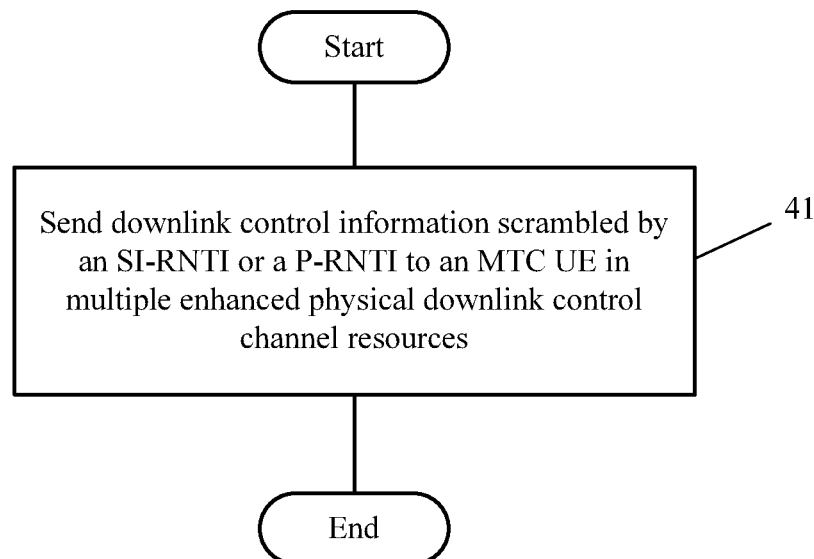 Start
Send downlink control information scrambled by
an SI-RNTI or a P-RNTI to an MTC UE in
multiple enhanced physical downlink control
channel resources
41
End